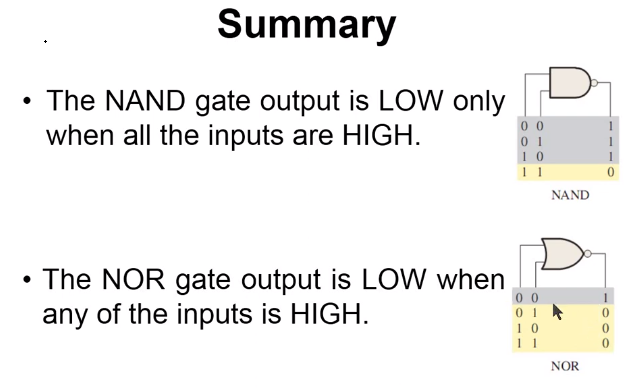 Summary
• The NAND gate output is LOW only
when all the inputs are HIGH.
0 0 1
0 1 1
1 0 1
1 1 0
NAND
• The NOR gate output is LOW when
any of the inputs is HIGH.
0 0 1
0 1 0
1 0 0
1 1 0
NOR